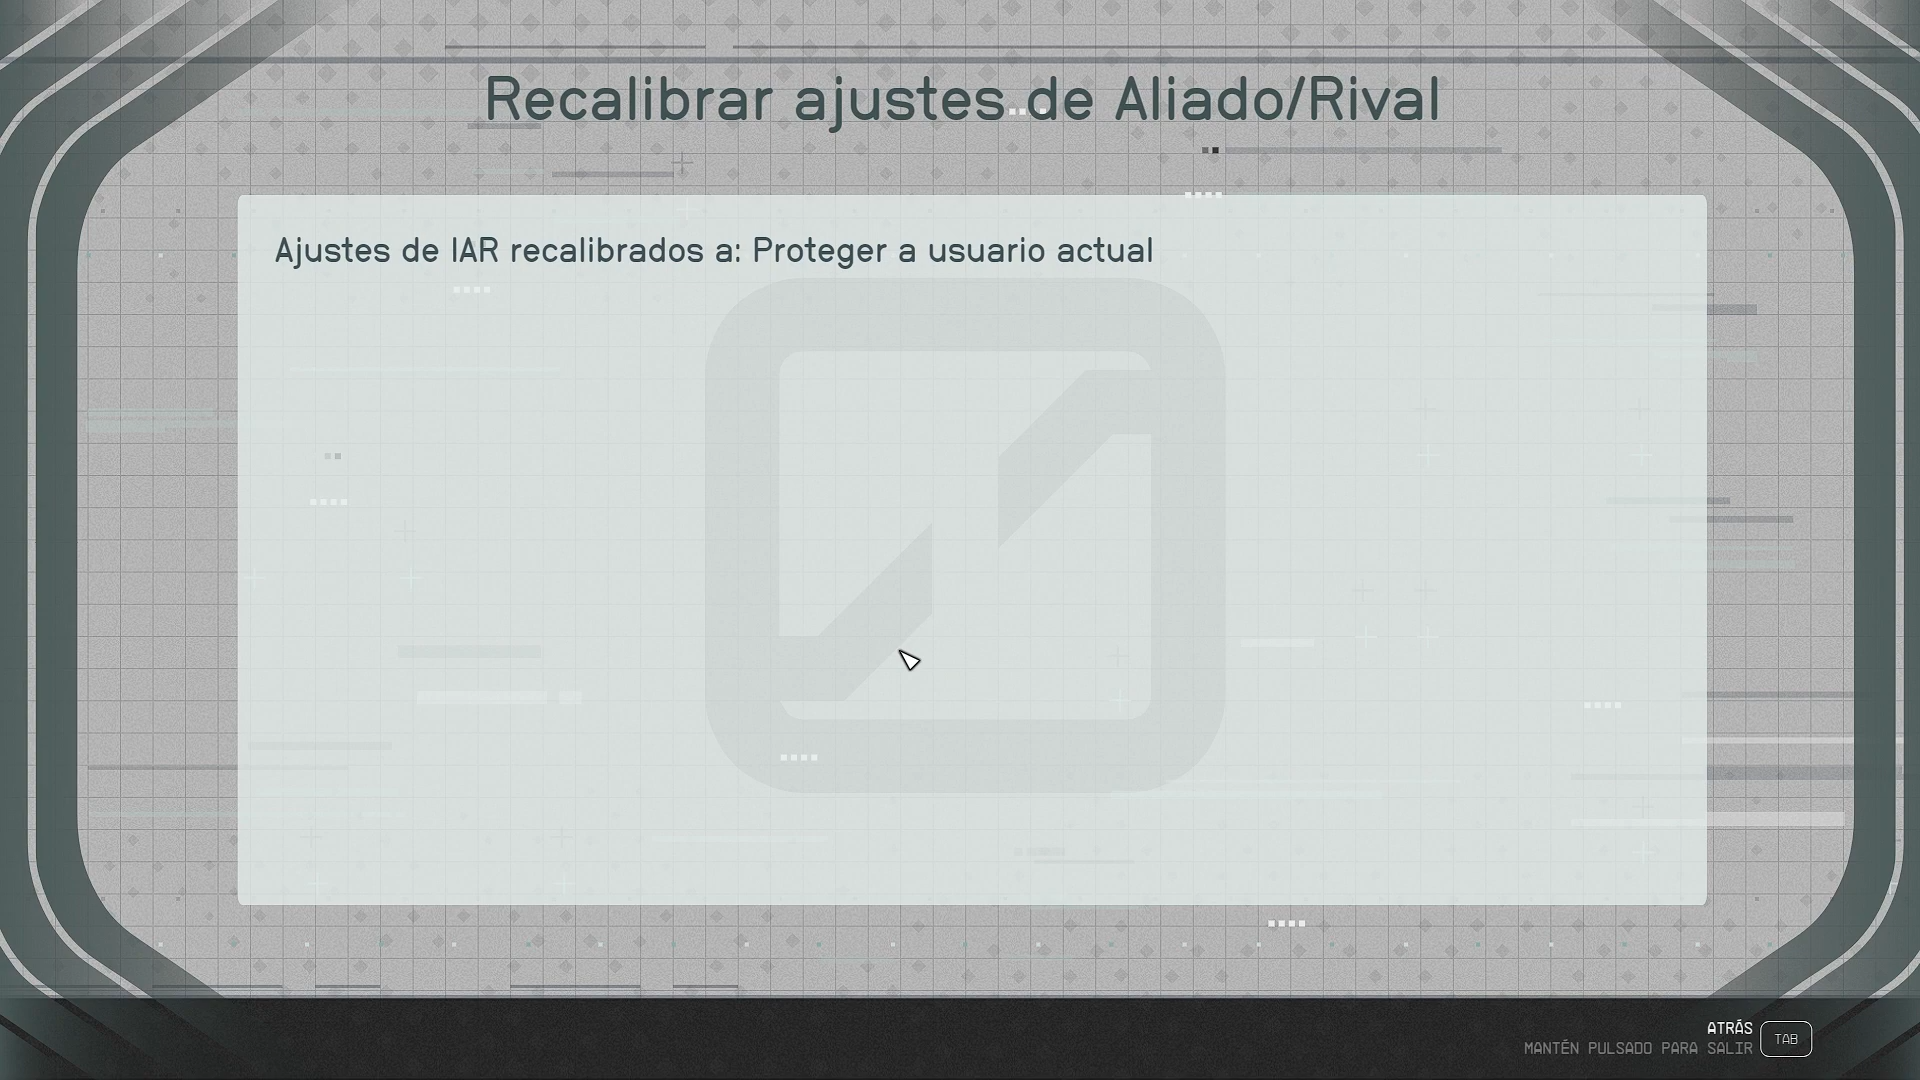 Recalibrar ajustes de Aliado/Rival
Ajustes de IAR recalibrados a: Proteger a usuario actual
ATRÁS
MANTÉN PULSADO PARA SALIR
TAB